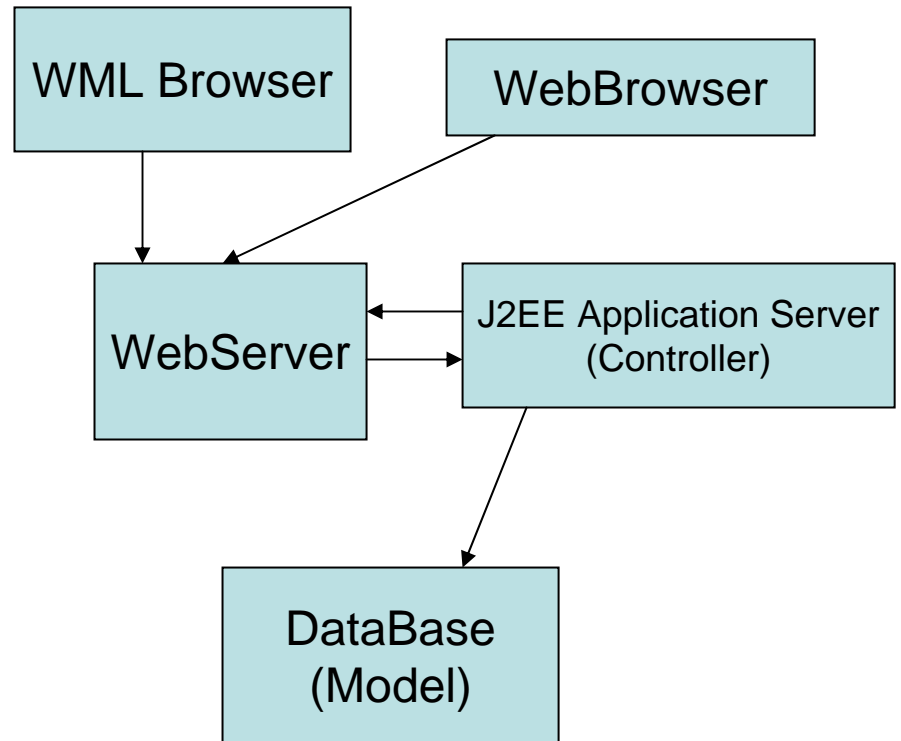 WML Browser
WebBrowser
WebServer
J2EE Application Server
(Controller)
DataBase
(Model)